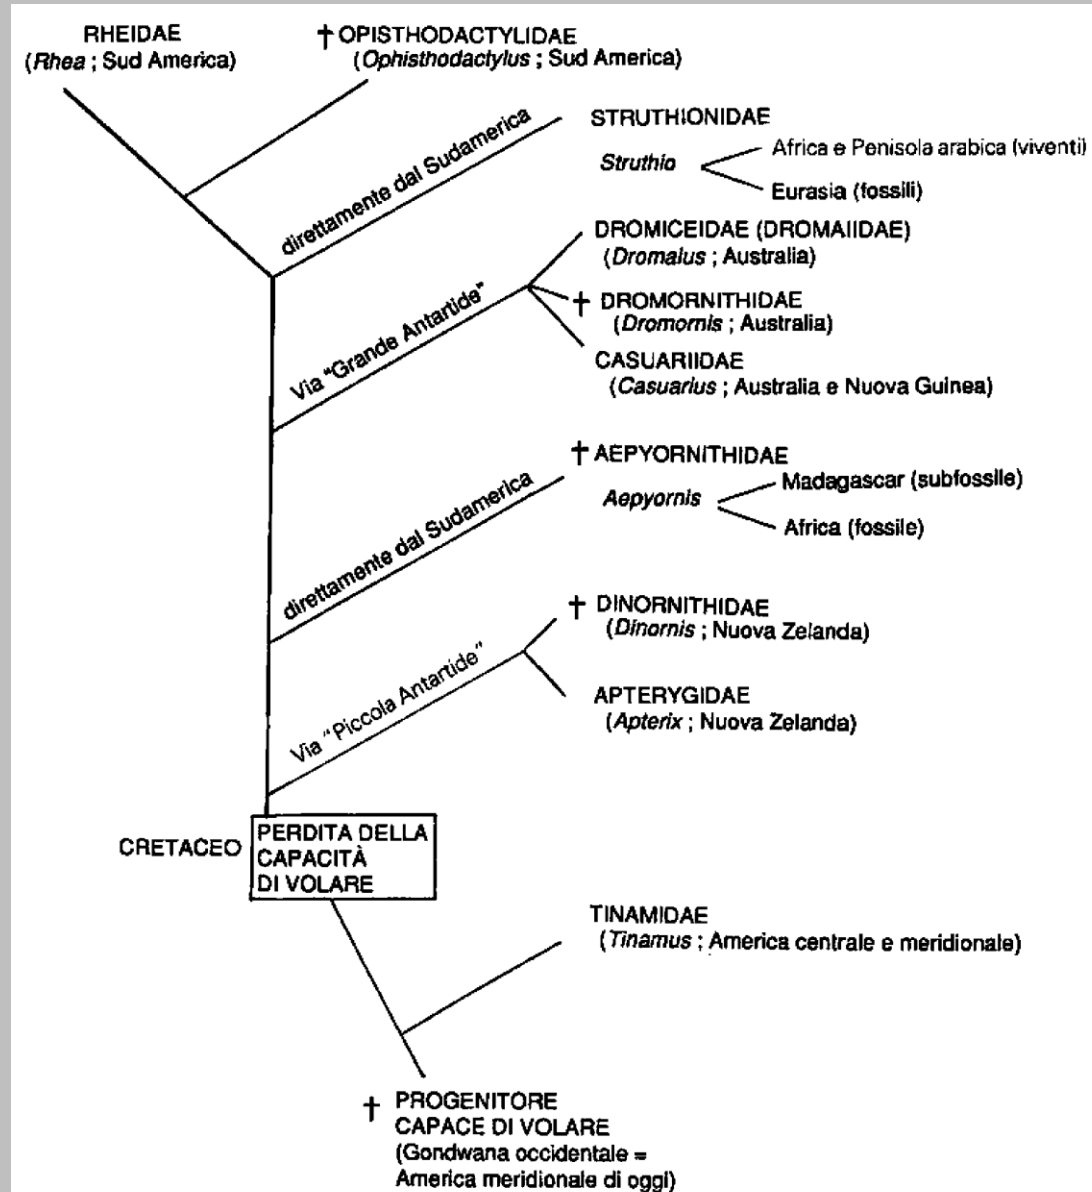 RHEIDAE
(Rhea ; Sud America)
† OPISTHODACTYLIDAE
(Ophisthodactylus ; Sud America)
direttamente dal Sudamerica
STRUTHIONIDAE
Struthio
Africa e Penisola arabica (viventi)
Eurasia (fossili)
Via "Grande Antartide"
DROMICEIDAE (DROMAIIDAE)
(Dromaius ; Australia)
† DROMORNITHIDAE
(Dromornis ; Australia)
CASUARIIDAE
(Casuarius ; Australia e Nuova Guinea)
direttamente dal Sudamerica
† AEPYORNITHIDAE
Aepyornis
Madagascar (subfossile)
Africa (fossile)
Via "Piccola Antartide"
† DINORNITHIDAE
(Dinornis ; Nuova Zelanda)
APTERYGIDAE
(Apterix ; Nuova Zelanda)
CRETACEO
PERDITA DELLA
CAPACITÀ
DI VOLARE
TINAMIDAE
(Tinamus ; America centrale e meridionale)
† PROGENITORE
CAPACE DI VOLARE
(Gondwana occidentale =
America meridionale di oggi)